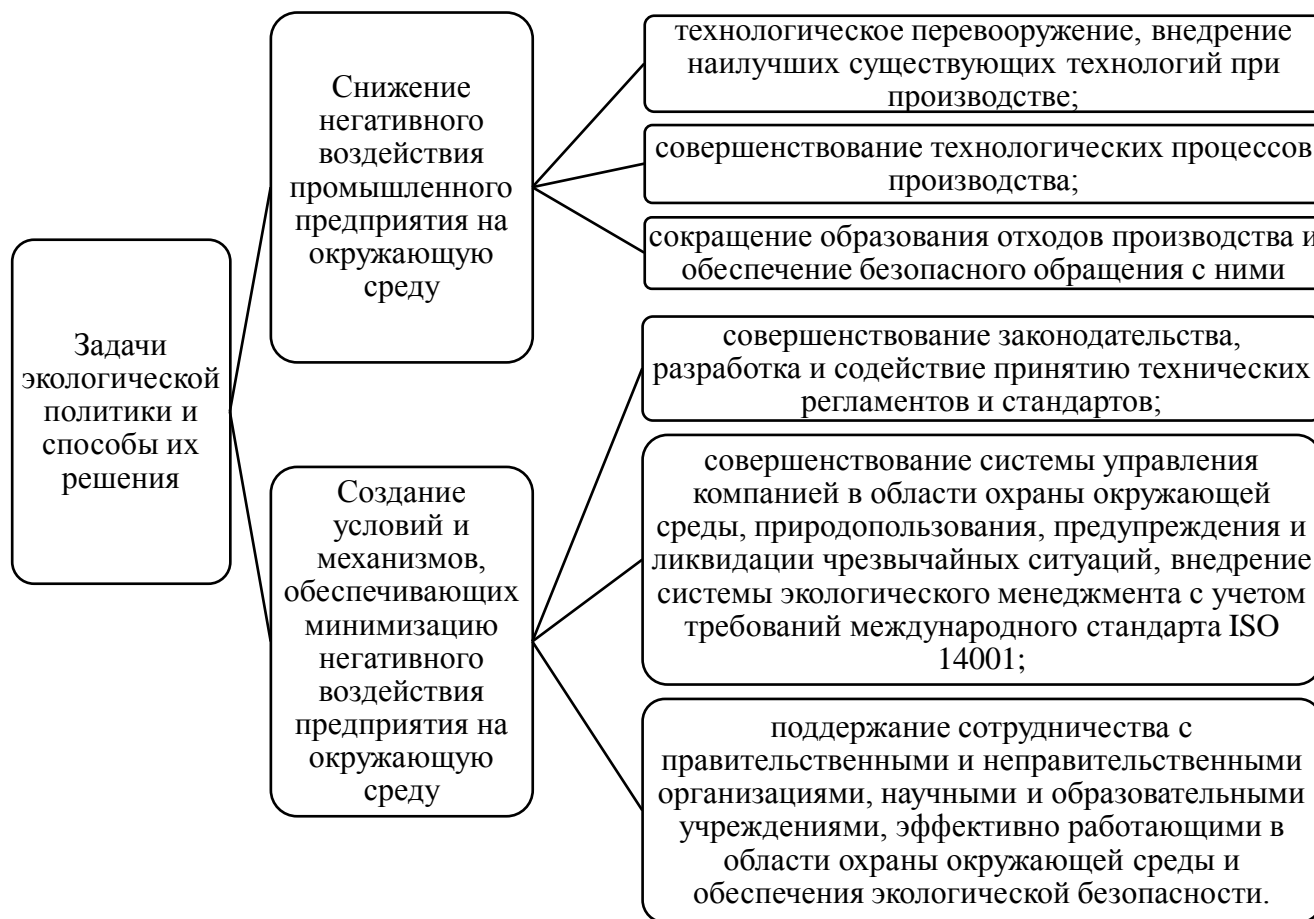 Задачи
экологической
политики и
способы их
решения
Снижение
негативного
воздействия
промышленного
предприятия на
окружающую
среду
технологическое перевооружение, внедрение
наилучших существующих технологий при
производстве;
совершенствование технологических процессов
производства;
сокращение образования отходов производства и
обеспечение безопасного обращения с ними
Создание
условий и
механизмов,
обеспечивающих
минимизацию
негативного
воздействия
предприятия на
окружающую
среду
совершенствование законодательства,
разработка и содействие принятию технических
регламентов и стандартов;
совершенствование системы управления
компанией в области охраны окружающей
среды, природопользования, предупреждения и
ликвидации чрезвычайных ситуаций, внедрение
системы экологического менеджмента с учетом
требований международного стандарта ISO
14001;
поддержание сотрудничества с
правительственными и неправительственными
организациями, научными и образовательными
учреждениями, эффективно работающими в
области охраны окружающей среды и
обеспечения экологической безопасности.